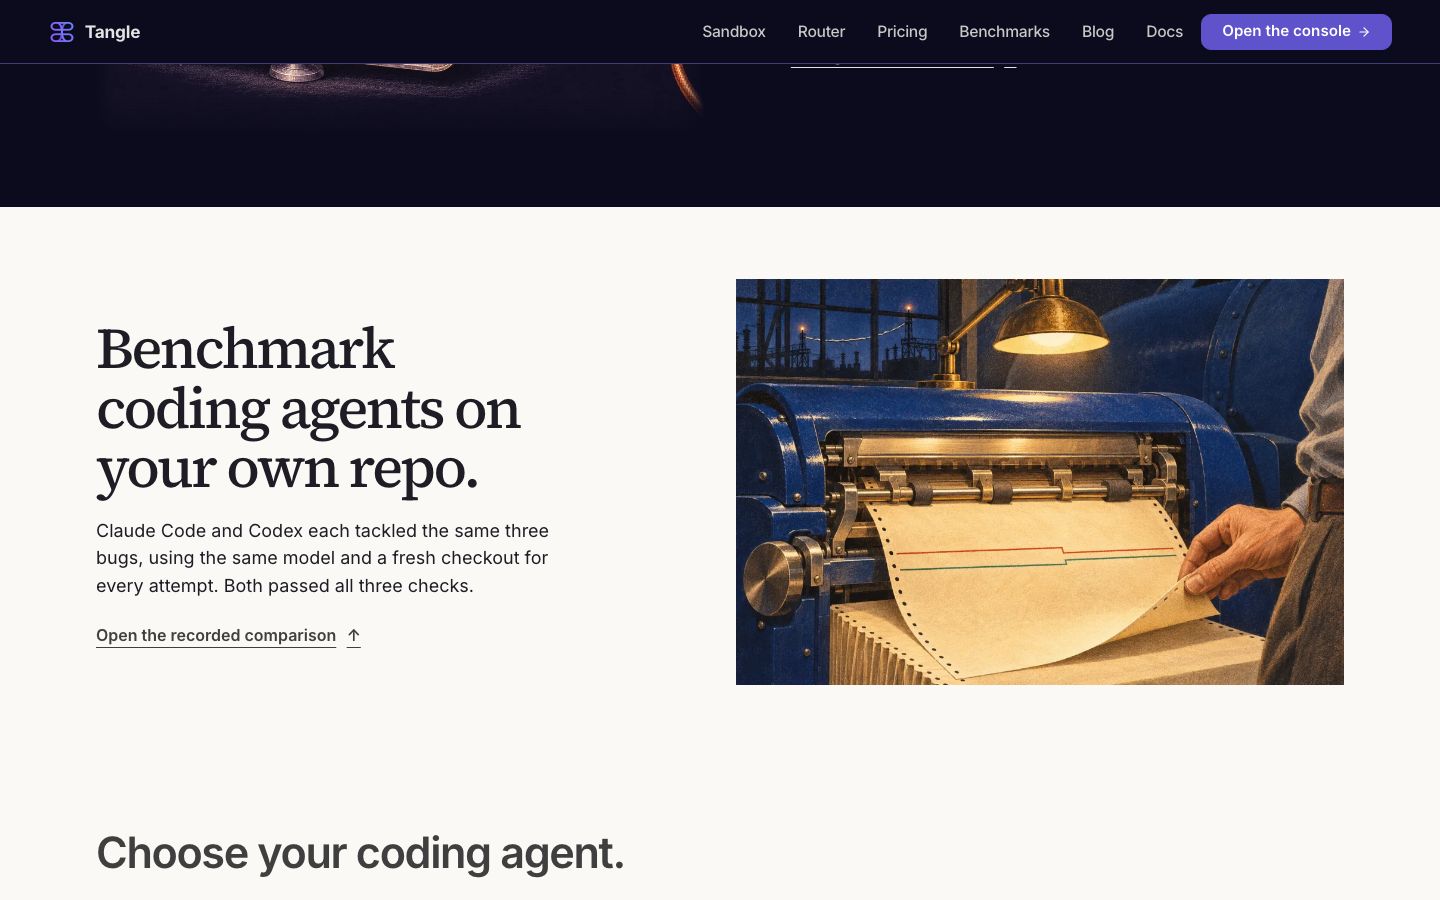 Tangle
Sandbox
Router
Pricing
Benchmarks
Blog
Docs
Open the console →
Benchmark
coding agents on
your own repo.
Claude Code and Codex each tackled the same three
bugs, using the same model and a fresh checkout for
every attempt. Both passed all three checks.
Open the recorded comparison ↑
Choose your coding agent.